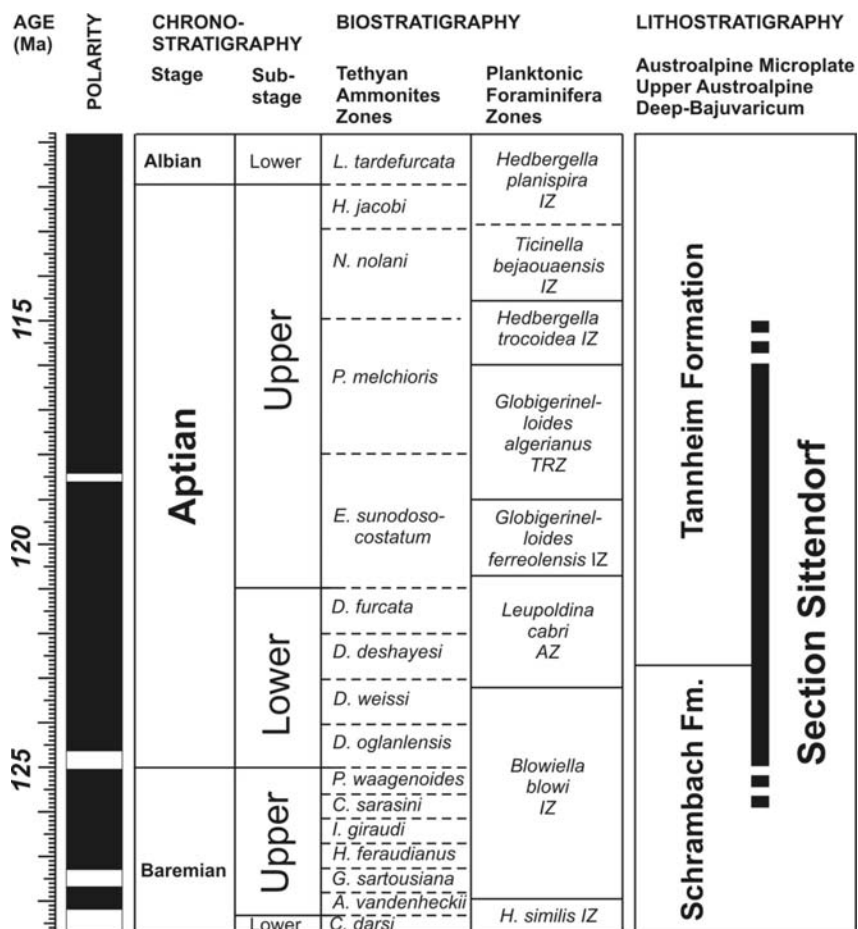 AGE
(Ma)
POLARITY
CHRONO-
STRATIGRAPHY
Stage
Sub-
stage
BIOSTRATIGRAPHY
Tethyan
Ammonites
Zones
Planktonic
Foraminifera
Zones
LITHOSTRATIGRAPHY
Austroalpine Microplate
Upper Austroalpine
Deep-Bajuvaricum
115
120
125
Albian
Aptian
Baremian
Lower
Upper
Lower
Upper
Lower
L. tardefurcata
H. jacobi
N. nolani
P. melchioris
E. sunodoso-
costatum
D. furcata
D. deshayesi
D. weissi
D. oglanlensis
P. waagenoides
C. sarasini
I. giraudi
H. feraudianus
G. sartousiana
A. vandenheckii
C. darsi
Hedbergella
planispira
IZ
Ticinella
bejaouaensis
IZ
Hedbergella
trocoidea IZ
Globigerinel-
loides
algerianus
TRZ
Globigerinel-
loides
ferreolensis IZ
Leupoldina
cabri
AZ
Blowiella
blowi
IZ
H. similis IZ
Tannheim Formation
Schrambach Fm.
Section Sittendorf